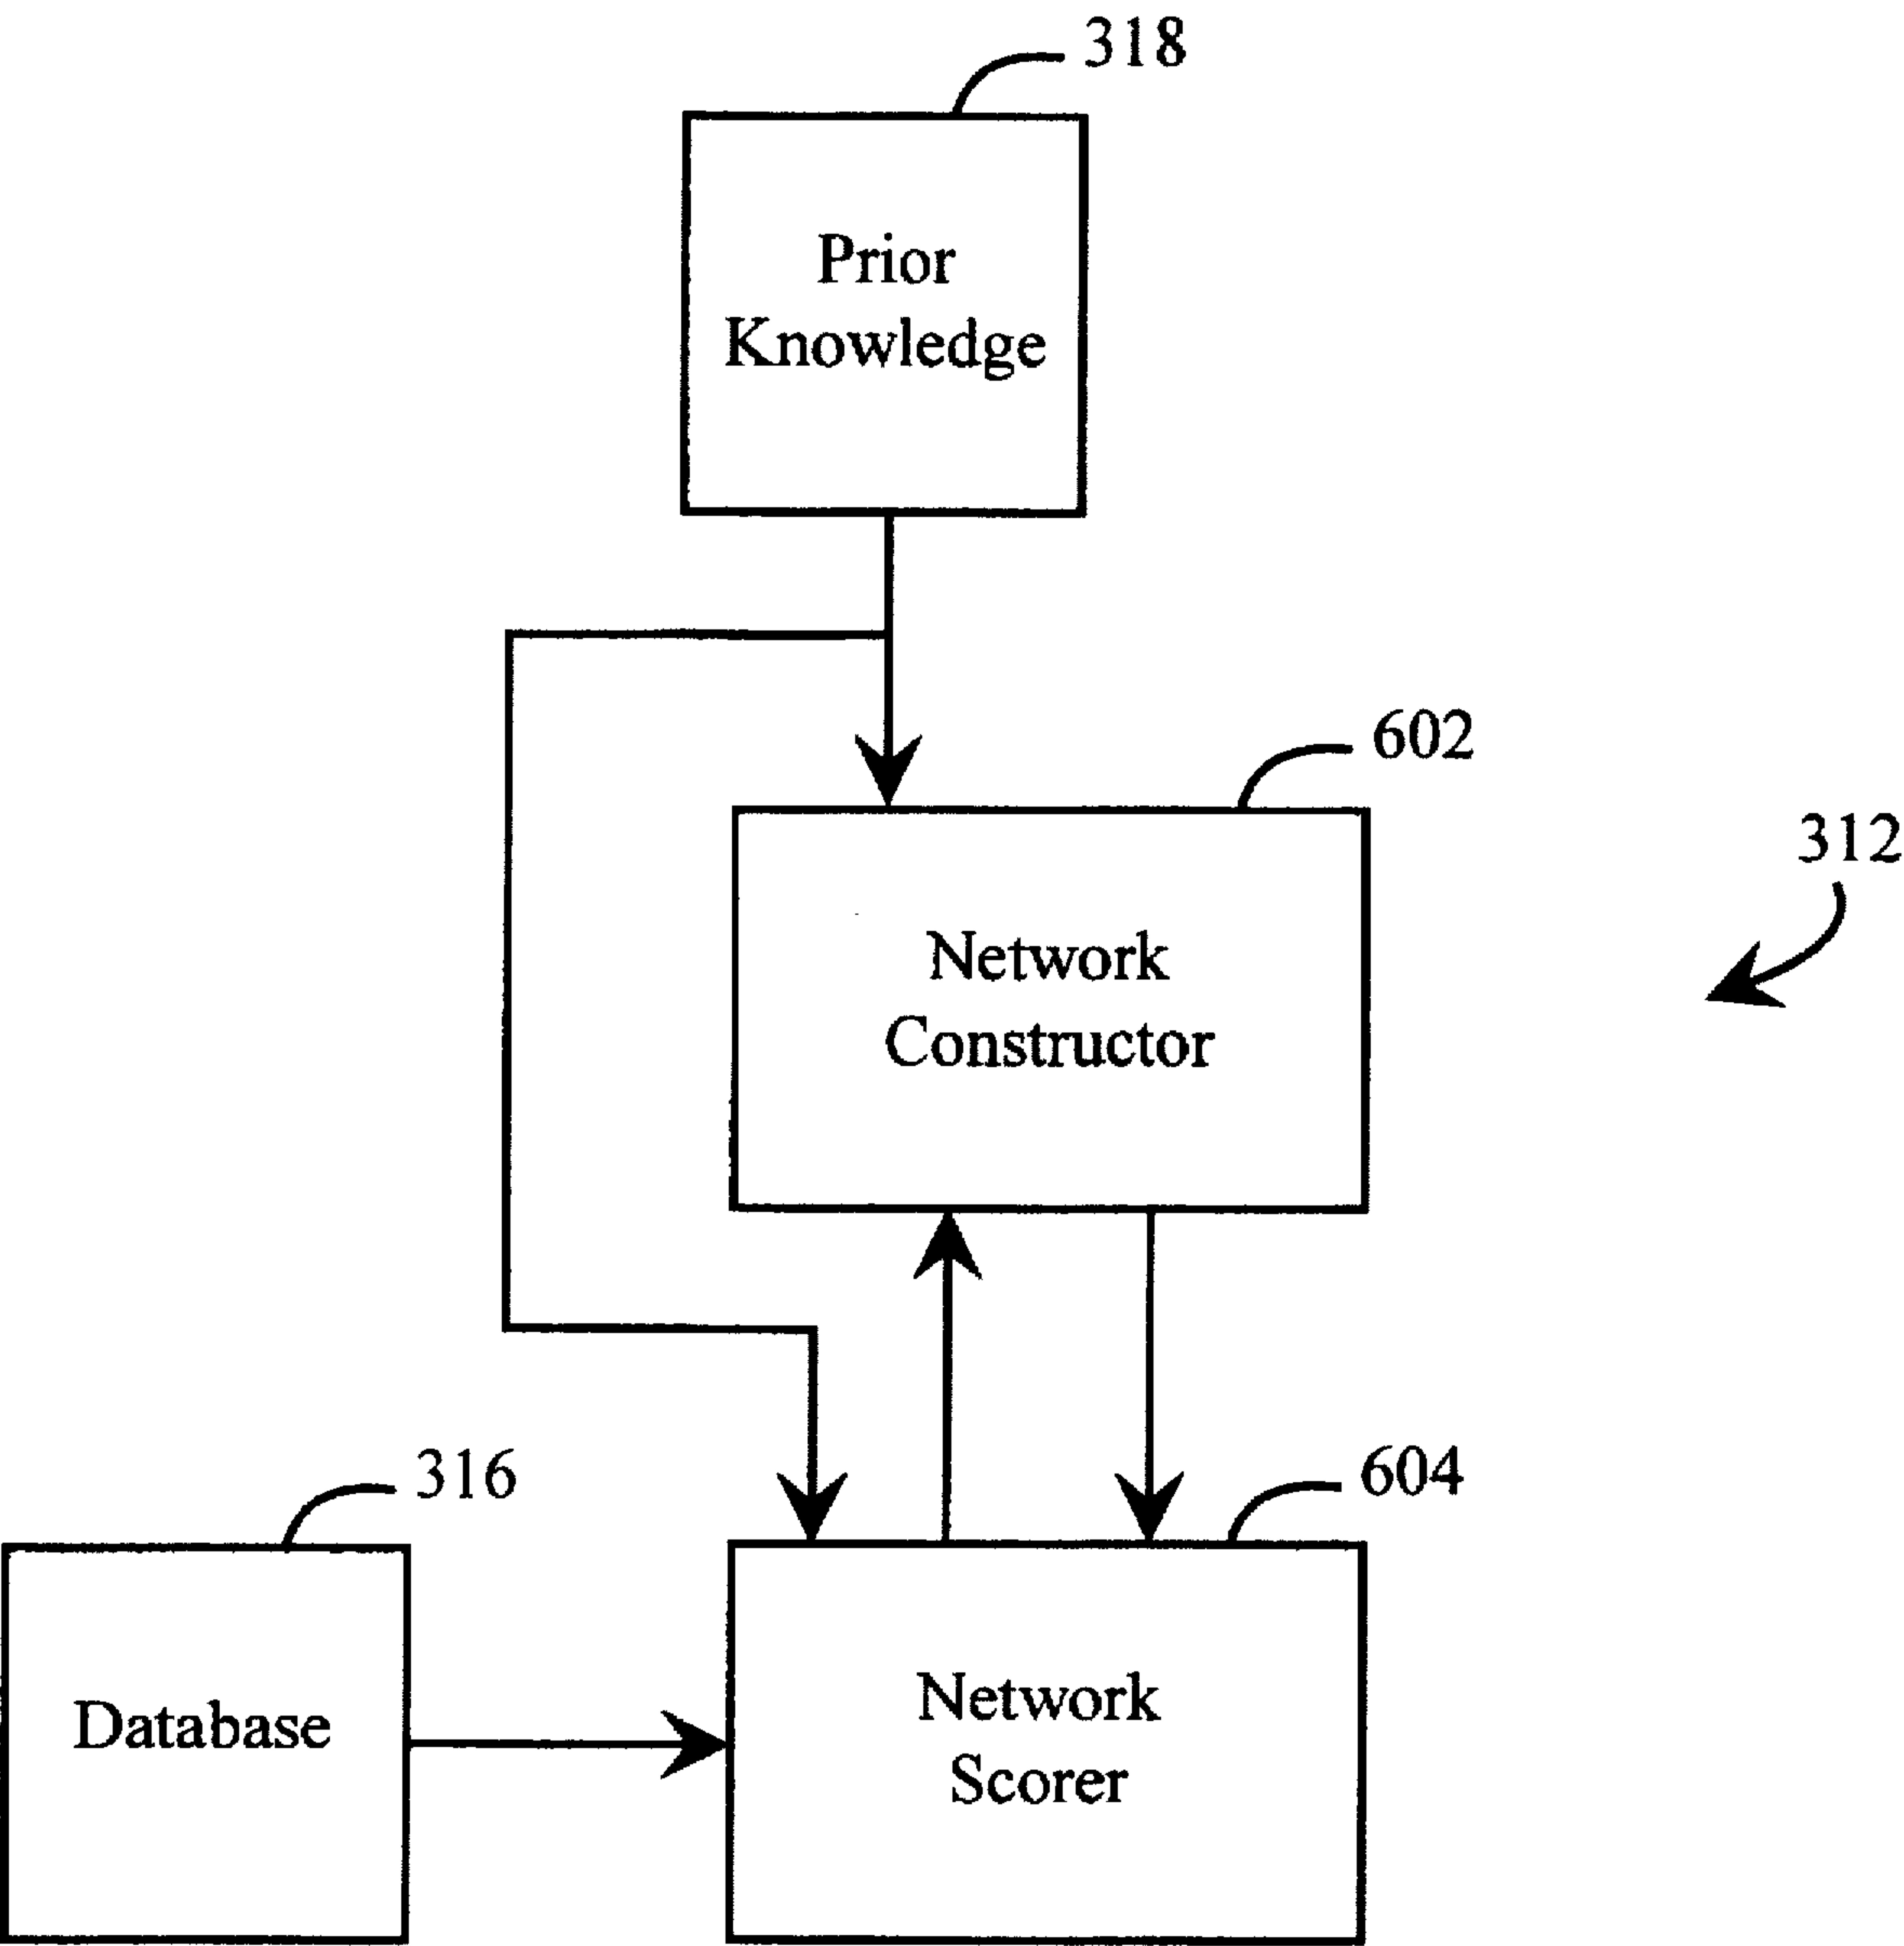 318
Prior
Knowledge
602
312
Network
Constructor
316
604
Database
Network
Scorer